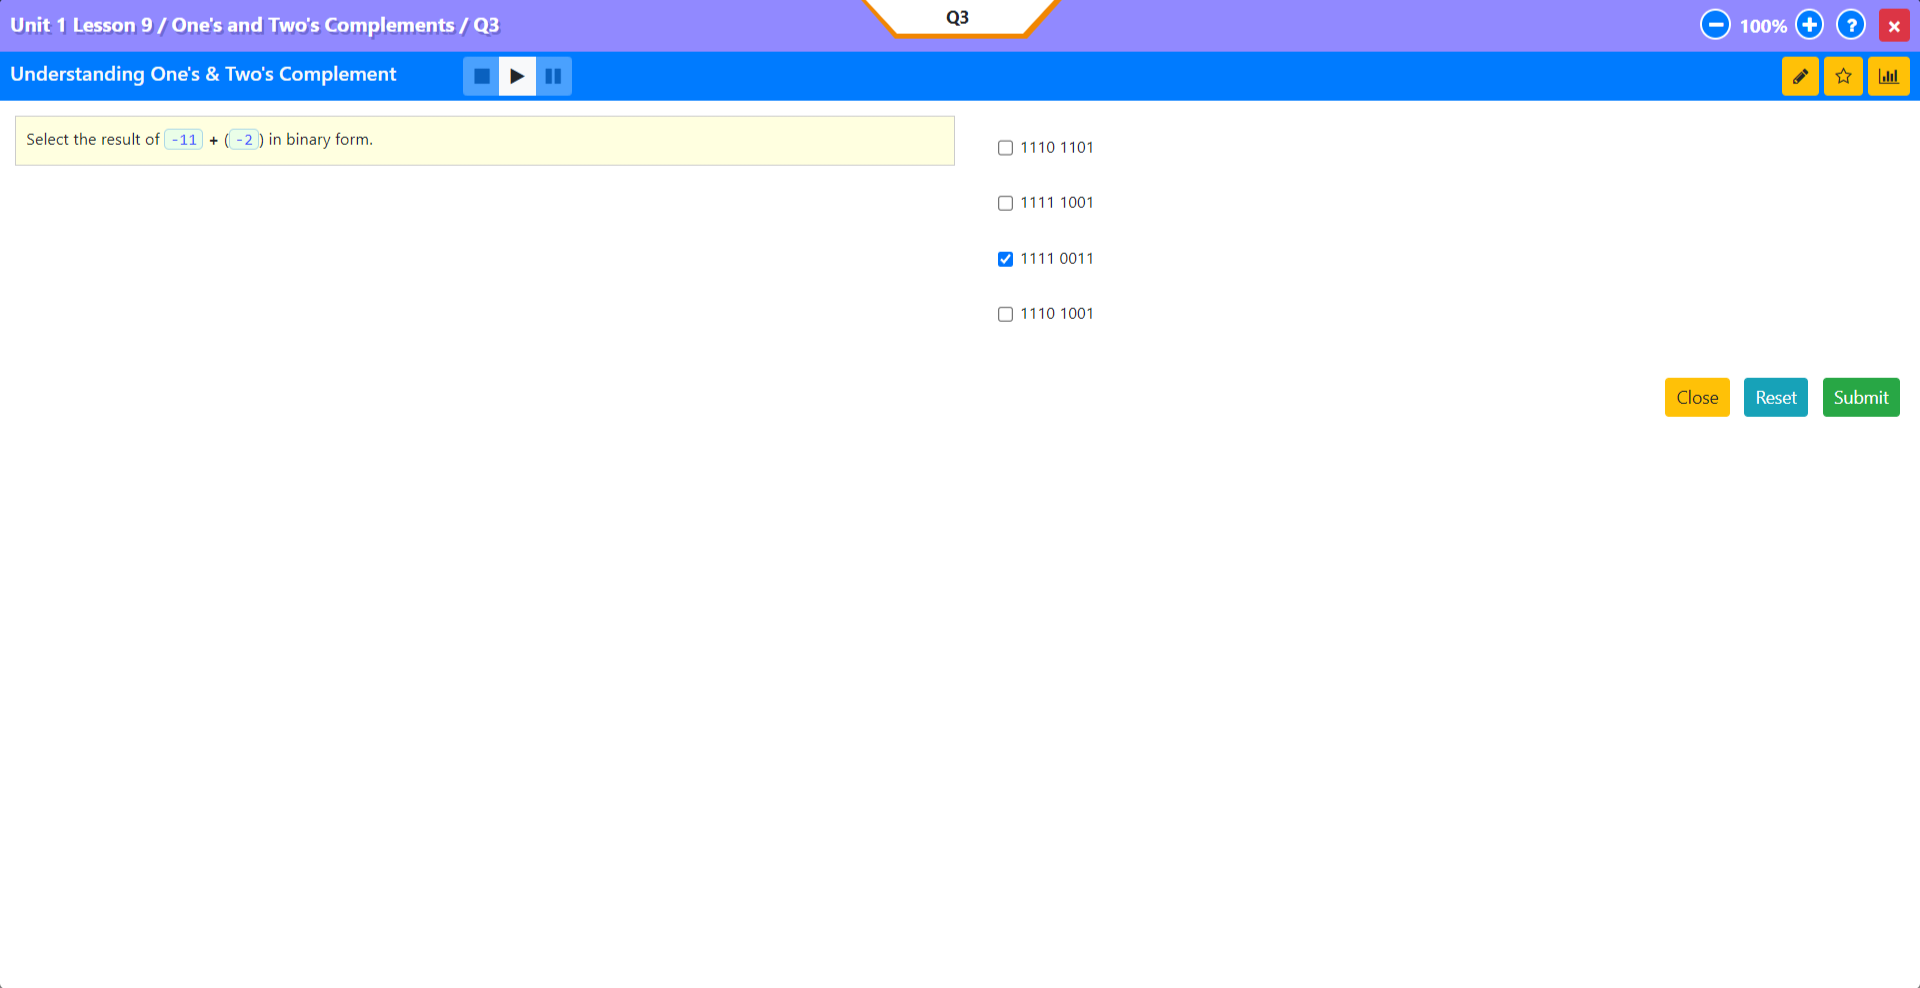 Unit 1 Lesson 9 / One's and Two's Complements / Q3
Q3
100%
?
Understanding One's & Two's Complement
Select the result of -11 + (-2) in binary form.
1110 1101
1111 1001
1111 0011
1110 1001
Close
Reset
Submit